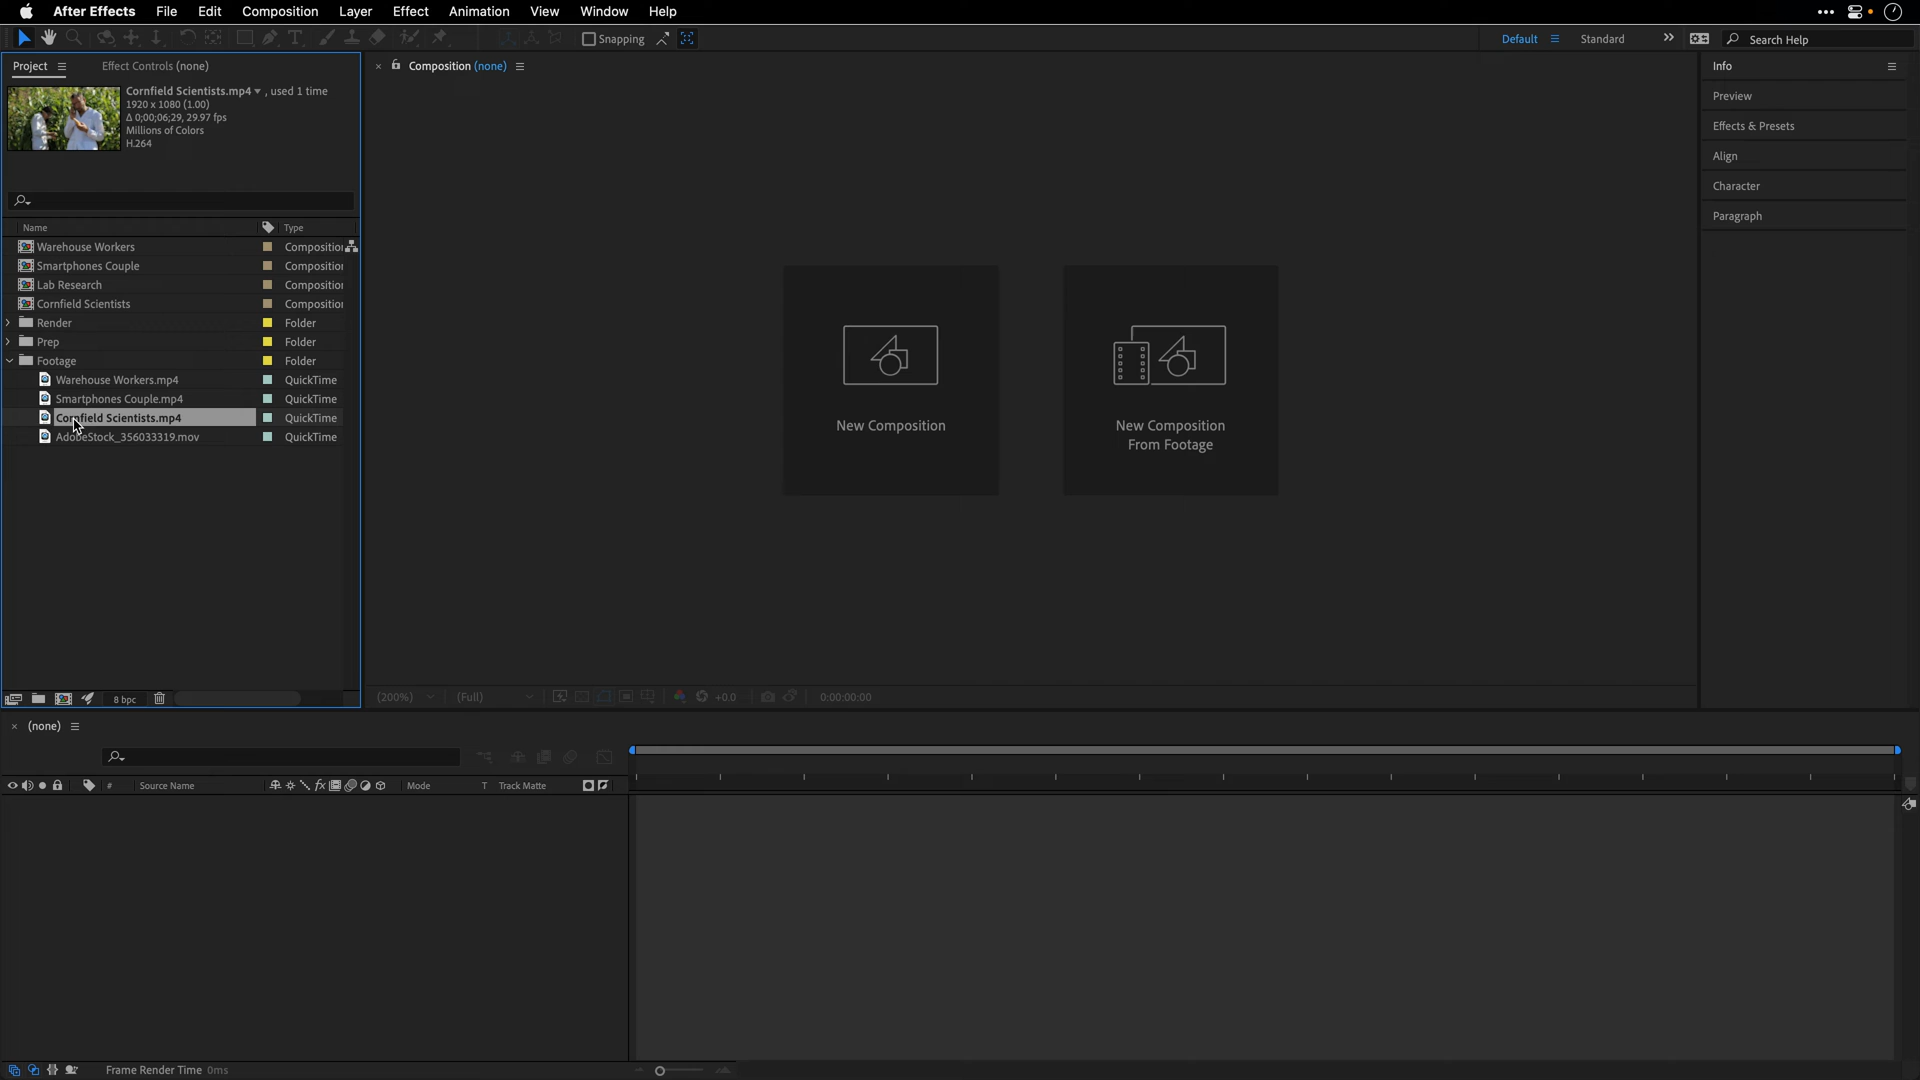 After Effects File Edit Composition Layer Effect Animation View Window Help
Snapping Default Standard Search Help
Project Effect Controls (none)
Cornfield Scientists.mp4 , used 1 time
1920 x 1080 (1.00)
Δ 0;00;06;29, 29.97 fps
Millions of Colors
H.264
Name Type
Warehouse Workers Composition
Smartphones Couple Composition
Lab Research Composition
Cornfield Scientists Composition
Render Folder
Prep Folder
Footage Folder
Warehouse Workers.mp4 QuickTime
Smartphones Couple.mp4 QuickTime
Cornfield Scientists.mp4 QuickTime
AdobeStock_356033319.mov QuickTime
8 bpc
Composition (none)
New Composition
New Composition
From Footage
(200%) (Full) +0.0 0:00:00:00
Info
Preview
Effects & Presets
Align
Character
Paragraph
(none)
# Source Name fx Mode T Track Matte
Frame Render Time 0ms